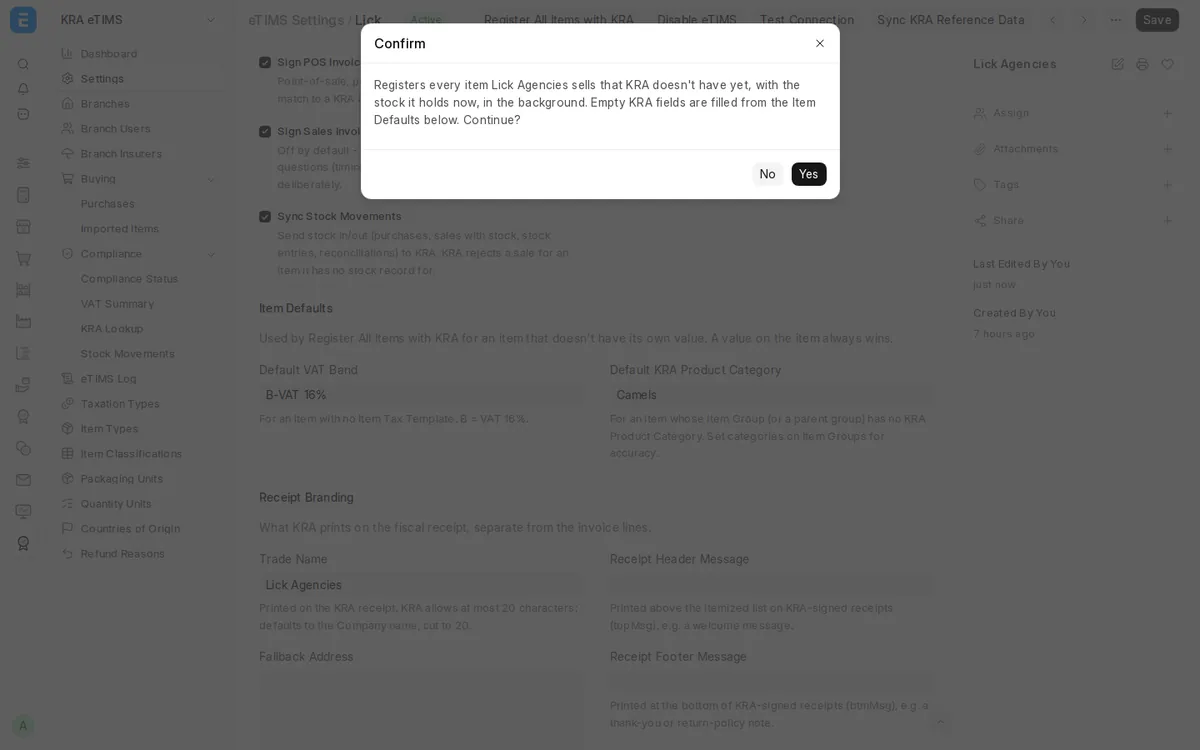 KRA eTIMS
Dashboard
Settings
Branches
Branch Users
Branch Insurers
Buying
Purchases
Imported Items
Compliance
Compliance Status
VAT Summary
KRA Lookup
Stock Movements
eTIMS Log
Taxation Types
Item Types
Item Classifications
Packaging Units
Quantity Units
Countries of Origin
Refund Reasons
A
eTIMS Settings / Lick
Active
Register All Items with KRA
Disable eTIMS
Test Connection
Sync KRA Reference Data
Save
Confirm
Registers every item Lick Agencies sells that KRA doesn't have yet, with the
stock it holds now, in the background. Empty KRA fields are filled from the Item
Defaults below. Continue?
No
Yes
Sign POS Invoic
Point-of-sale, p
match to a KRA
Sign Sales Invoi
Off by default -
questions
deliberately.
Sync Stock Movements
Send stock in/out (purchases, sales with stock, stock
entries, reconciliations) to KRA. KRA rejects a sale for an
item it has no stock record for.
Item Defaults
Used by Register All Items with KRA for an item that doesn't have its own value. A value on the item always wins.
Default VAT Band
B-VAT 16%
For an item with no Item Tax Template. B = VAT 16%.
Default KRA Product Category
Camels
For an item whose Item Group (or a parent group) has no KRA
Product Category. Set categories on Item Groups for
accuracy.
Receipt Branding
What KRA prints on the fiscal receipt, separate from the invoice lines.
Trade Name
Lick Agencies
Printed on the KRA receipt. KRA allows at most 20 characters;
defaults to the Company name, cut to 20.
Receipt Header Message
Printed above the itemized list on KRA-signed receipts
(topMsg), e.g. a welcome message.
Fallback Address
Receipt Footer Message
Printed at the bottom of KRA-signed receipts (btmMsg), e.g. a
thank-you or return-policy note.
Lick Agencies
Assign
Attachments
Tags
Share
Last Edited By You
just now
Created By You
7 hours ago